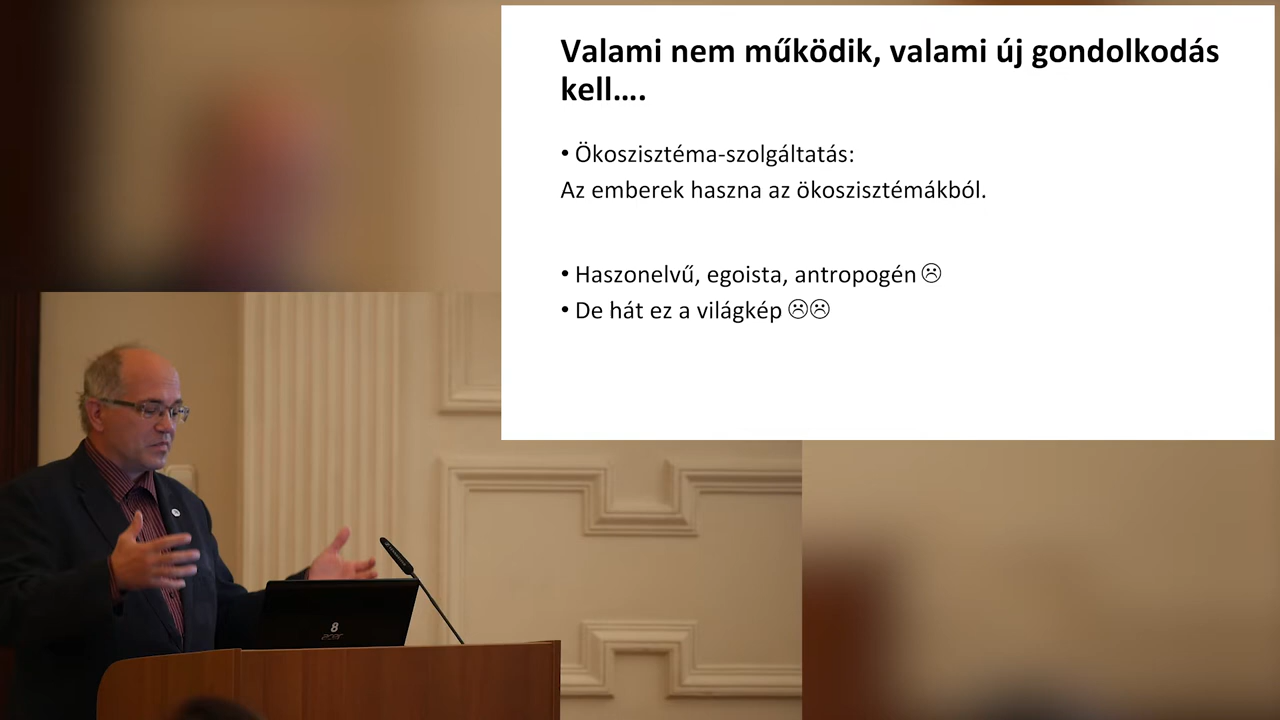 Valami nem működik, valami új gondolkodás
kell....
• Ökoszisztéma-szolgáltatás:
Az emberek haszna az ökoszisztémákból.
• Haszonelvű, egoista, antropogén ☹
• De hát ez a világkép ☹☹
8